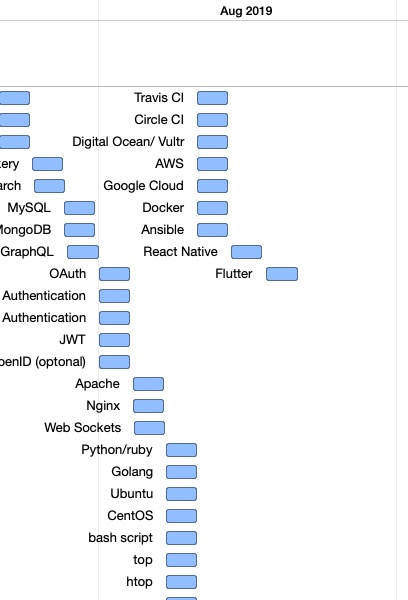 Aug 2019
Travis CI
Circle CI
Digital Ocean/ Vultr
ery AWS
arch Google Cloud
MySQL Docker
MongoDB Ansible
GraphQL React Native
OAuth Flutter
Authentication
Authentication
JWT
penID (optonal)
Apache
Nginx
Web Sockets
Python/ruby
Golang
Ubuntu
CentOS
bash script
top
htop